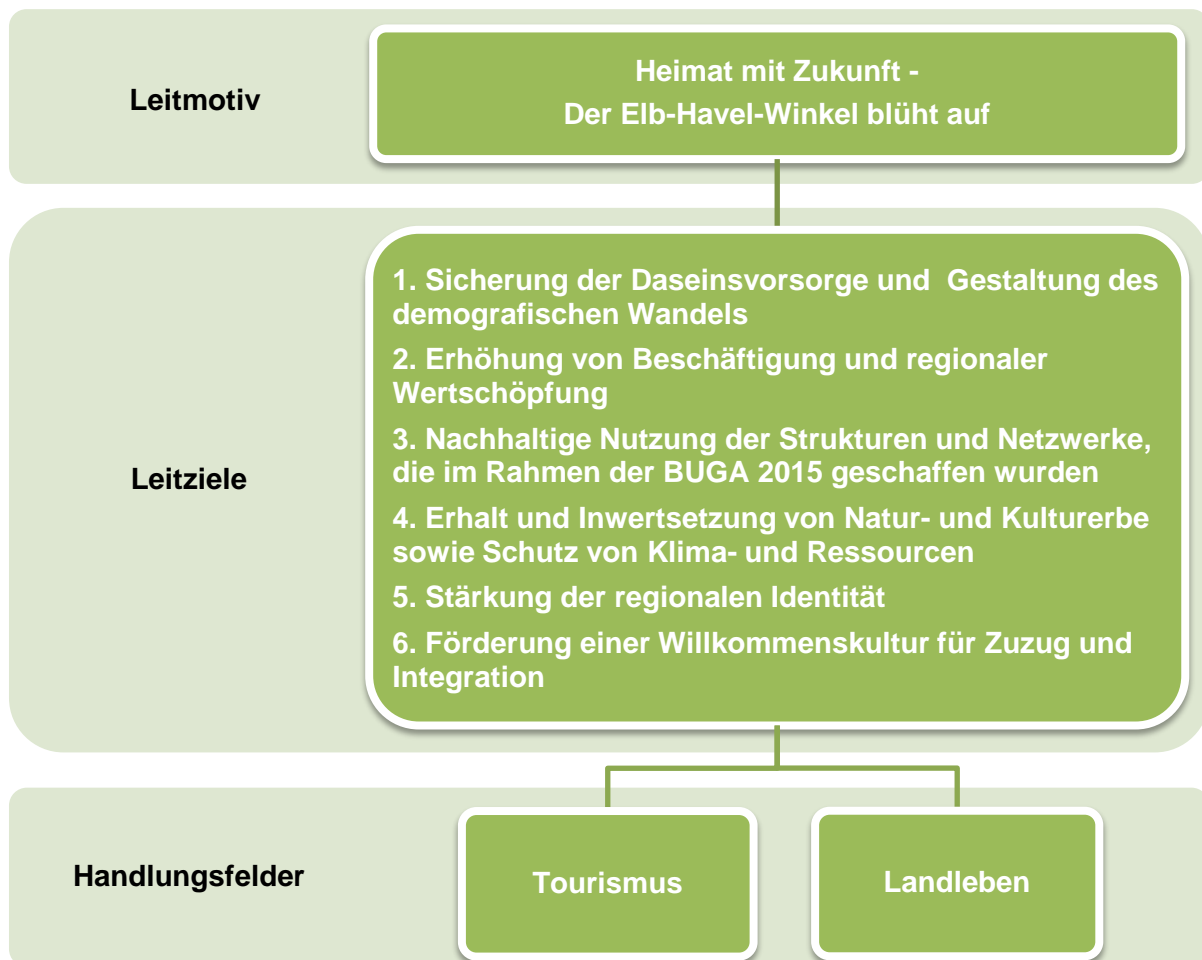 Leitmotiv
Heimat mit Zukunft -
Der Elb-Havel-Winkel blüht auf
Leitziele
1. Sicherung der Daseinsvorsorge und  Gestaltung des
demografischen Wandels
2. Erhöhung von Beschäftigung und regionaler
Wertschöpfung
3. Nachhaltige Nutzung der Strukturen und Netzwerke,
die im Rahmen der BUGA 2015 geschaffen wurden
4. Erhalt und Inwertsetzung von Natur- und Kulturerbe
sowie Schutz von Klima- und Ressourcen
5. Stärkung der regionalen Identität
6. Förderung einer Willkommenskultur für Zuzug und
Integration
Handlungsfelder
Tourismus
Landleben